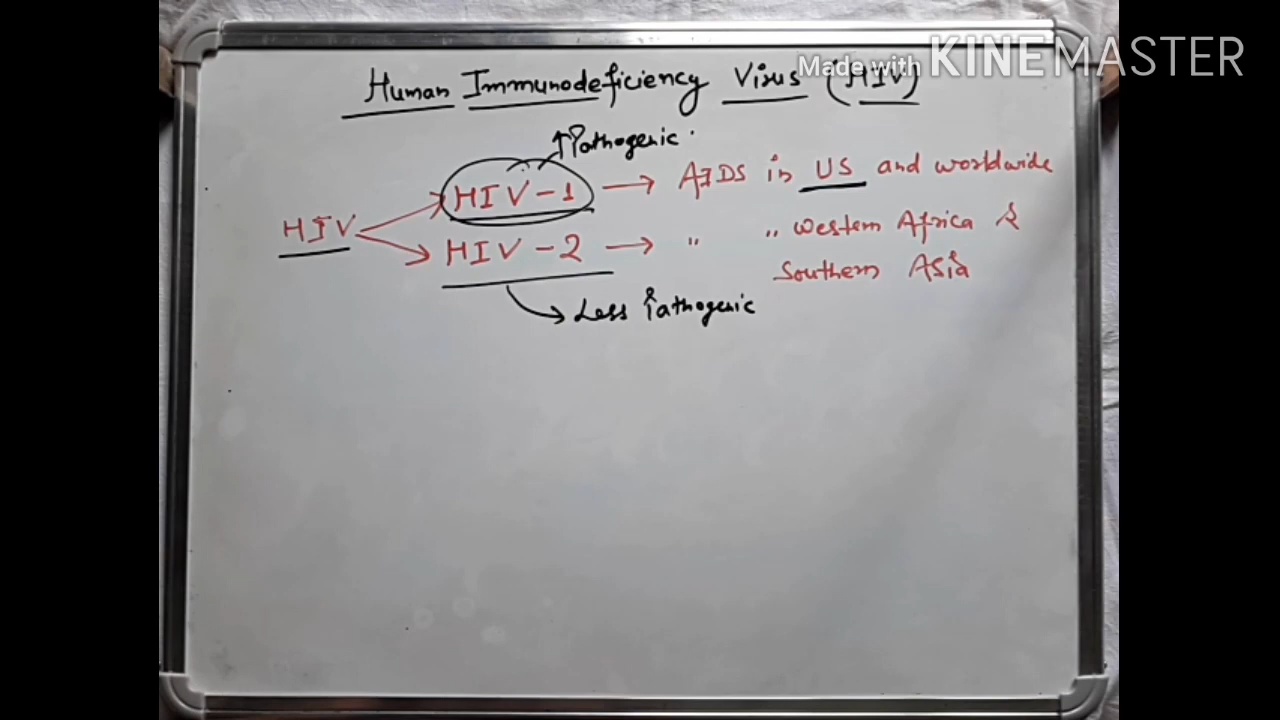 Made with KINEMASTER
Human Immunodeficiency Virus (HIV)
↑Pathogenic
HIV-1 → AIDS in US and worldwide
HIV
HIV-2 → " " Western Africa &
Southern Asia
→ Less Pathogenic